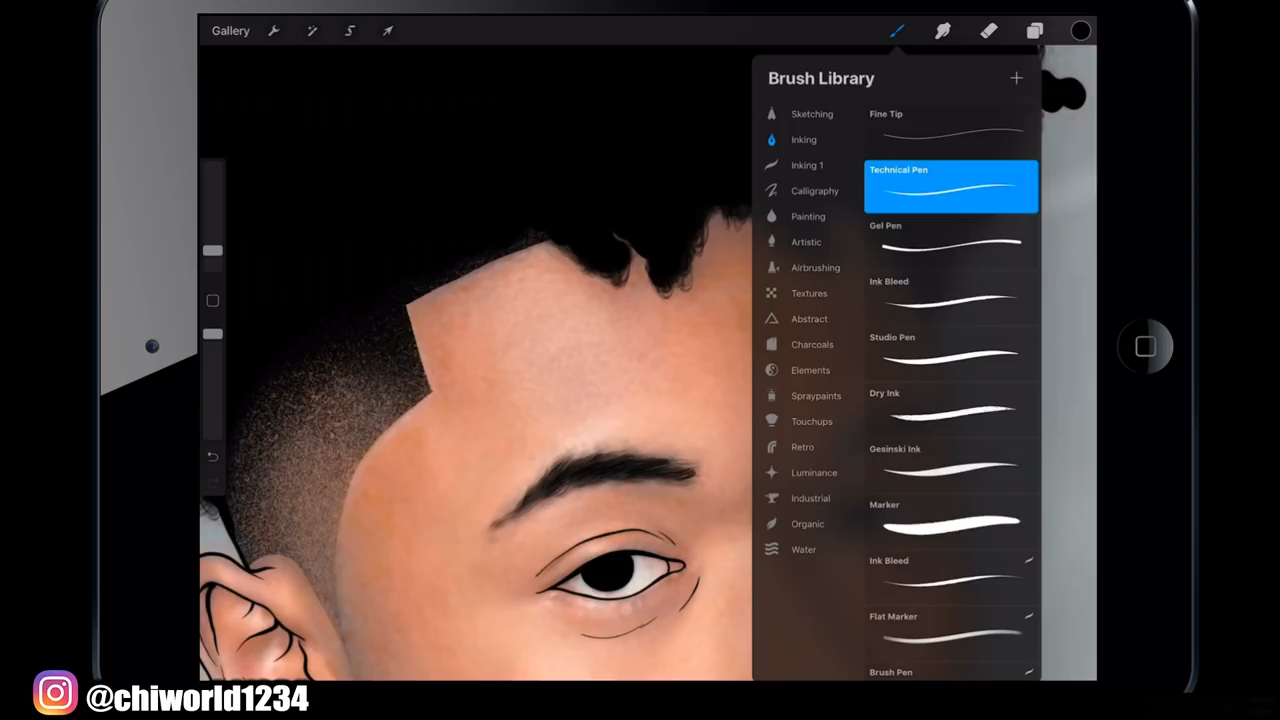 Gallery
Brush Library
Sketching
Inking
Inking 1
Calligraphy
Painting
Artistic
Airbrushing
Textures
Abstract
Charcoals
Elements
Spraypaints
Touchups
Retro
Luminance
Industrial
Organic
Water
Fine Tip
Technical Pen
Gel Pen
Ink Bleed
Studio Pen
Dry Ink
Gesinski Ink
Marker
Ink Bleed
Flat Marker
Brush Pen
@chiworld1234